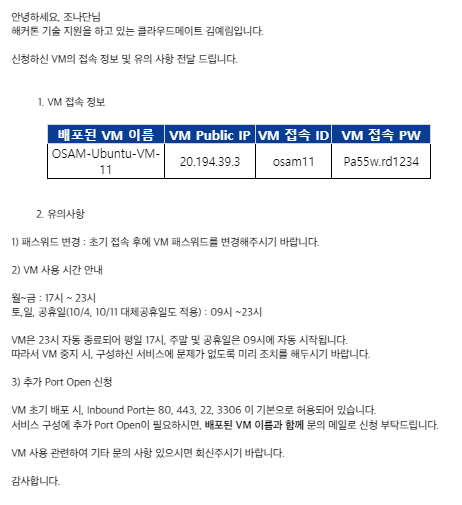 안녕하세요, 조나단님
해커톤 기술 지원을 하고 있는 클라우드메이트 김예림입니다.
신청하신 VM의 접속 정보 및 유의 사항 전달 드립니다.
1. VM 접속 정보
배포된 VM 이름 VM Public IP VM 접속 ID VM 접속 PW
OSAM-Ubuntu-VM-
11 20.194.39.3 osam11 Pa55w.rd1234
2. 유의사항
1) 패스워드 변경 : 초기 접속 후에 VM 패스워드를 변경해주시기 바랍니다.
2) VM 사용 시간 안내
월~금 : 17시 ~ 23시
토,일, 공휴일(10/4, 10/11 대체공휴일도 적용) : 09시 ~23시
VM은 23시 자동 종료되어 평일 17시, 주말 및 공휴일은 09시에 자동 시작됩니다.
따라서 VM 중지 시, 구성하신 서비스에 문제가 없도록 미리 조치를 해두시기 바랍니다.
3) 추가 Port Open 신청
VM 초기 배포 시, Inbound Port는 80, 443, 22, 3306 이 기본으로 허용되어 있습니다.
서비스 구성에 추가 Port Open이 필요하시면, 배포된 VM 이름과 함께 문의 메일로 신청 부탁드립니다.
VM 사용 관련하여 기타 문의 사항 있으시면 회신주시기 바랍니다.
감사합니다.